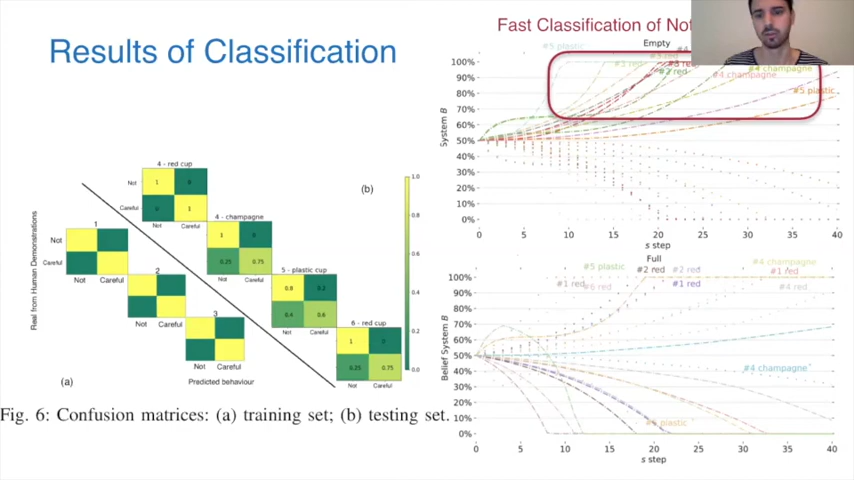 Results of Classification
Fast Classification of Not
4 - red cup
Not
Careful
1
0
0
1
Not
Careful
(b)
4 - champagne
1
0
0.25
0.75
Not
Careful
5 - plastic cup
0.8
0.2
0.4
0.6
Not
Careful
6 - red cup
1
0
0.25
0.75
Not
Careful
1.0
0.8
0.6
0.4
0.2
0.0
Real from Human Demonstrations
1
Not
Careful
Not
Careful
2
Not
Careful
3
Not
Careful
(a)
Predicted behaviour
Fig. 6: Confusion matrices: (a) training set; (b) testing set.
Empty
#5 plastic
#4
#3 red
#3 red
#2 red
#4 champagne
#4 champagne
#5 plastic
System B
100%
90%
80%
70%
60%
50%
40%
30%
20%
10%
0%
0
5
10
15
20
25
30
35
40
s step
Full
#5 plastic
#2 red
#2 red
#4 champagne
#1 red
#1 red
#6 red
#1 red
#4 red
#4 champagne
Belief System B
100%
90%
80%
70%
60%
50%
40%
30%
20%
10%
0%
0
5
10
15
20
25
30
35
40
s step